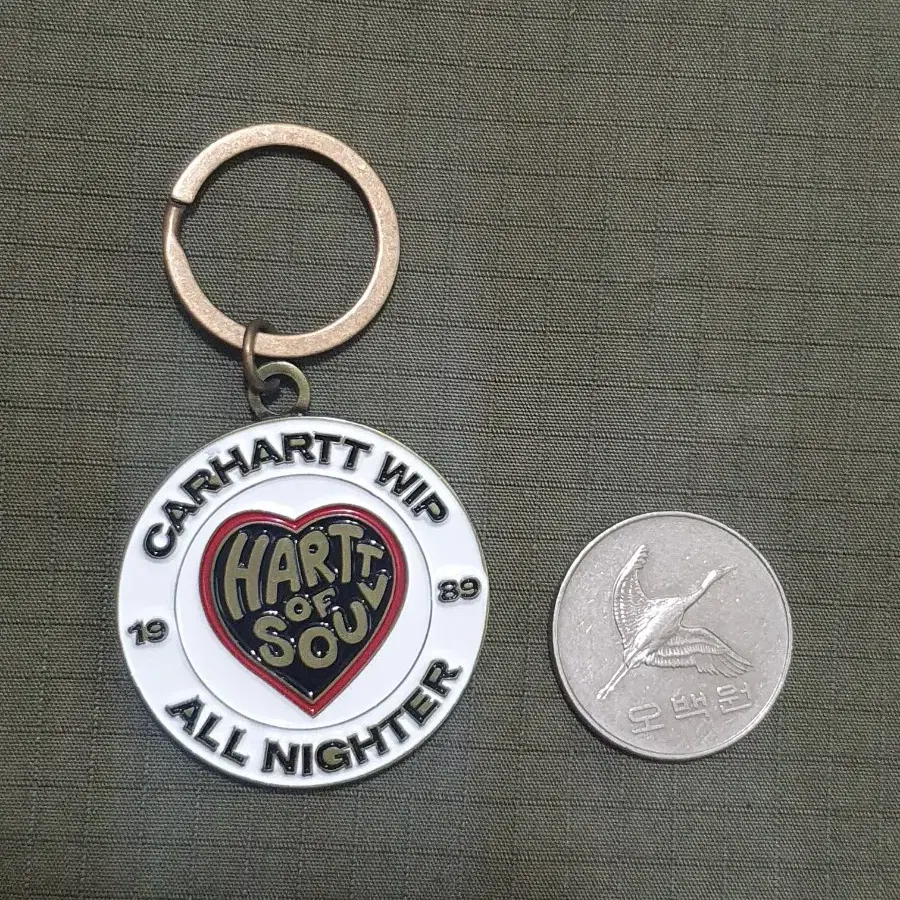 CARHARTT WIP
HARTT
OF
SOUL
19
89
ALL NIGHTER
오백원